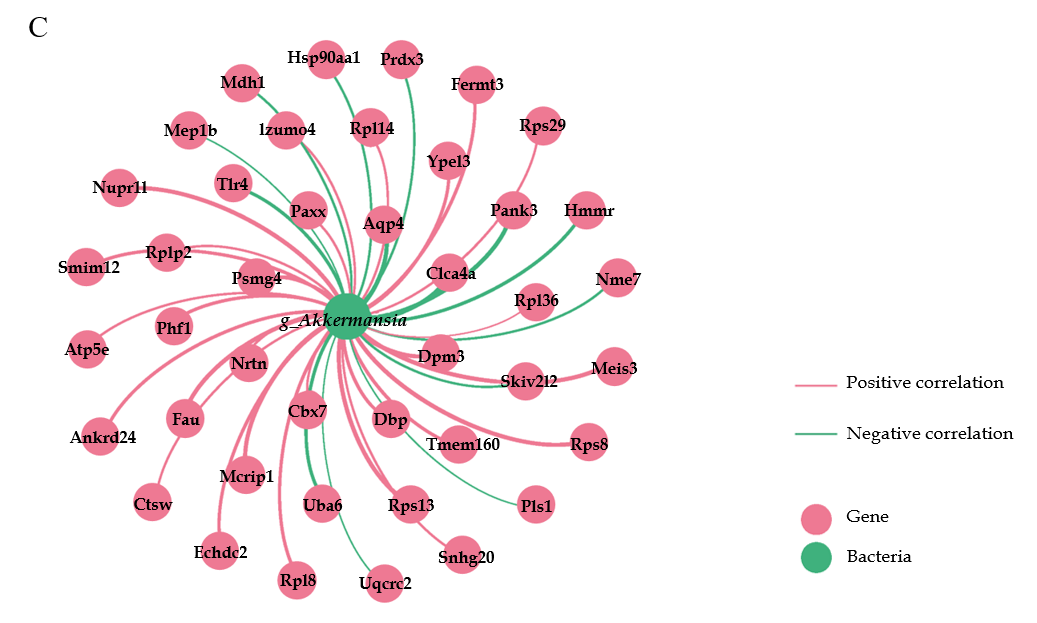 C
Hsp90aa1
Prdx3
Mdh1
Fermt3
Mep1b
lzumo4
Rpl14
Rps29
Ypel3
Nupr1l
Tlr4
Paxx
Aqp4
Pank3
Hmmr
Smim12
Rplp2
Psmg4
Clca4a
Nme7
Rpl36
g_Akkermansia
Atp5e
Phf1
Nrtn
Dpm3
Skiv2l2
Meis3
Positive correlation
Ankrd24
Fau
Cbx7
Dbp
Tmem160
Rps8
Negative correlation
Ctsw
Mcrip1
Uba6
Rps13
Pls1
Gene
Echdc2
Rpl8
Uqcrc2
Snhg20
Bacteria